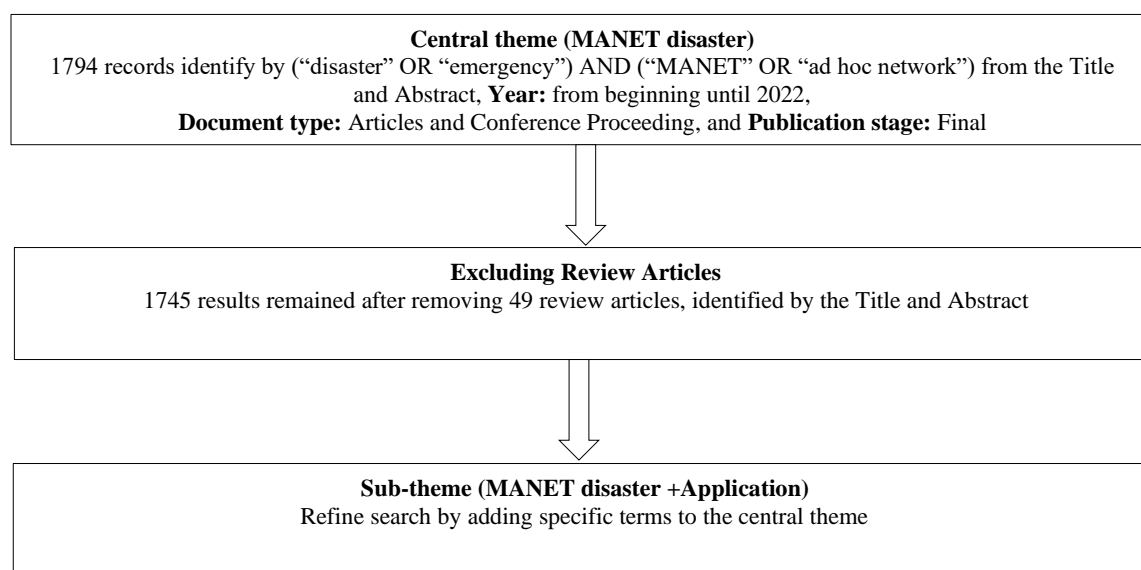 Central theme (MANET disaster)
1794 records identify by (“disaster” OR “emergency”) AND (“MANET” OR “ad hoc network”) from the Title
and Abstract, Year: from beginning until 2022,
Document type: Articles and Conference Proceeding, and Publication stage: Final
Excluding Review Articles
1745 results remained after removing 49 review articles, identified by the Title and Abstract
Sub-theme (MANET disaster +Application)
Refine search by adding specific terms to the central theme